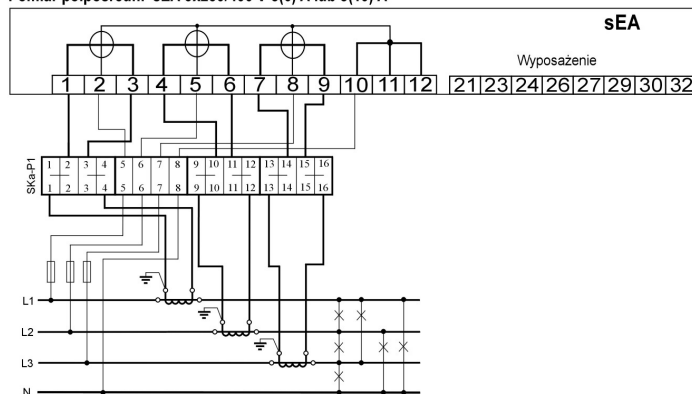 sEA
Wyposażenie
1 2 3 4 5 6 7 8 9 10 11 12 21 23 24 26 27 29 30 32
SKa-P1
1 2 3 4 5 6 7 8 9 10 11 12 13 14 15 16
1 2 3 4 5 6 7 8 9 10 11 12 13 14 15 16
L1
L2
L3
N